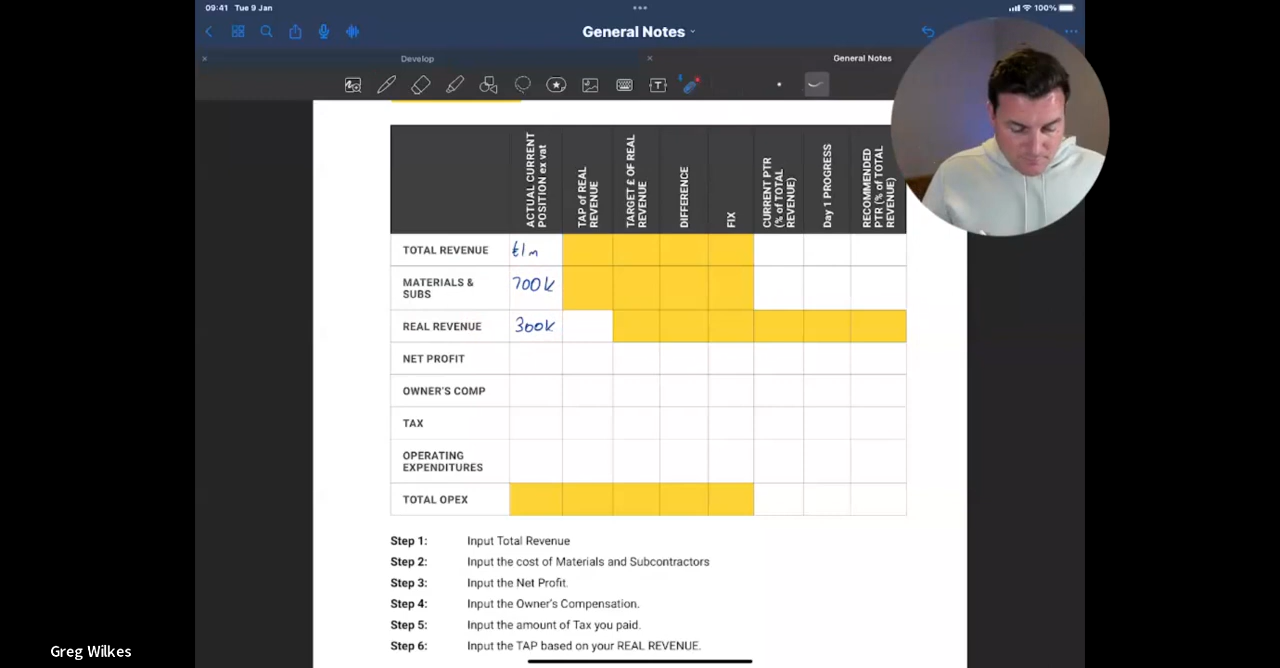 09:41 Tue 9 Jan
100%
General Notes
Develop
General Notes
ACTUAL CURRENT
POSITION ex vat
TAP of REAL
REVENUE
TARGET £ OF REAL
REVENUE
DIFFERENCE
FIX
CURRENT PTR
(% of TOTAL
REVENUE)
Day 1 PROGRESS
RECOMMENDED
PTR (% of TOTAL
REVENUE)
TOTAL REVENUE £1m
MATERIALS &
SUBS
700k
REAL REVENUE 300k
NET PROFIT
OWNER'S COMP
TAX
OPERATING
EXPENDITURES
TOTAL OPEX
Step 1: Input Total Revenue
Step 2: Input the cost of Materials and Subcontractors
Step 3: Input the Net Profit.
Step 4: Input the Owner's Compensation.
Step 5: Input the amount of Tax you paid.
Step 6: Input the TAP based on your REAL REVENUE.
Greg Wilkes